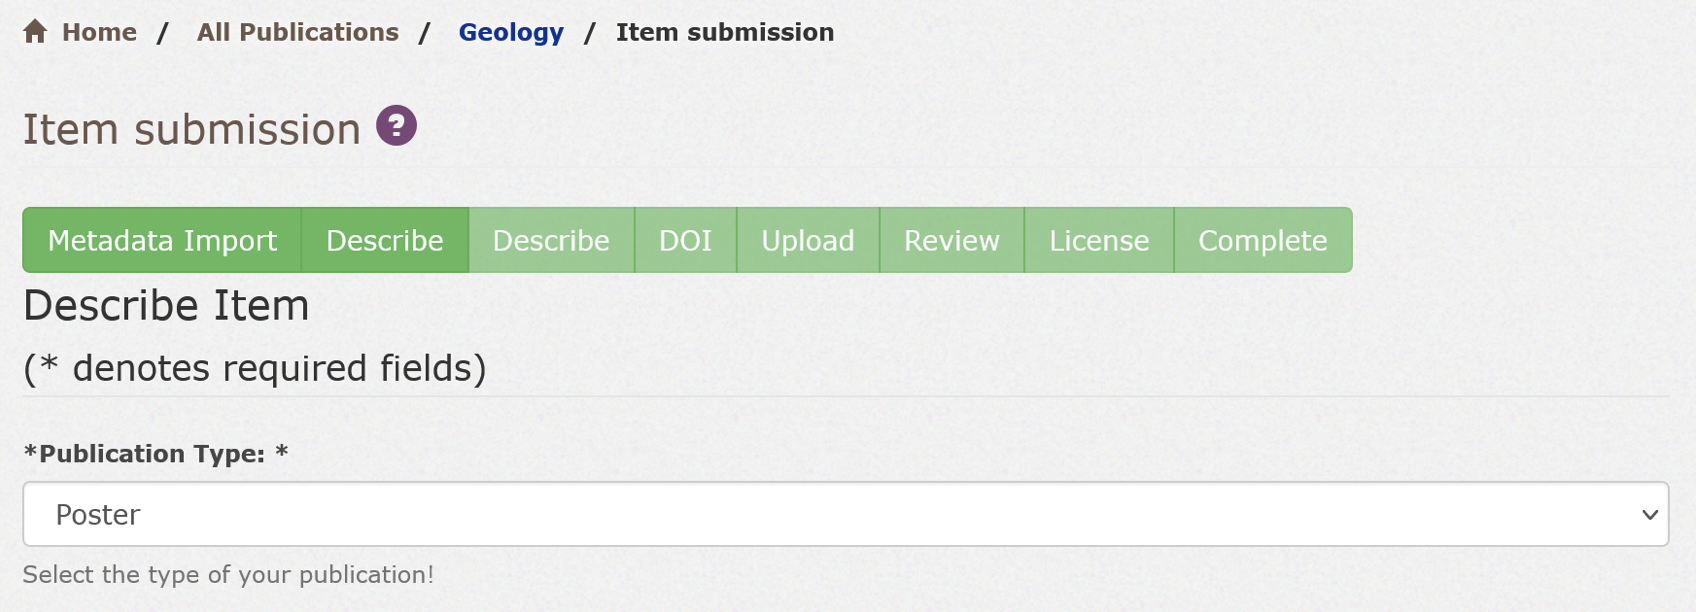 Home / All Publications / Geology / Item submission
Item submission ?
Metadata Import Describe Describe DOI Upload Review License Complete
Describe Item
(* denotes required fields)
*Publication Type: *
Poster
Select the type of your publication!